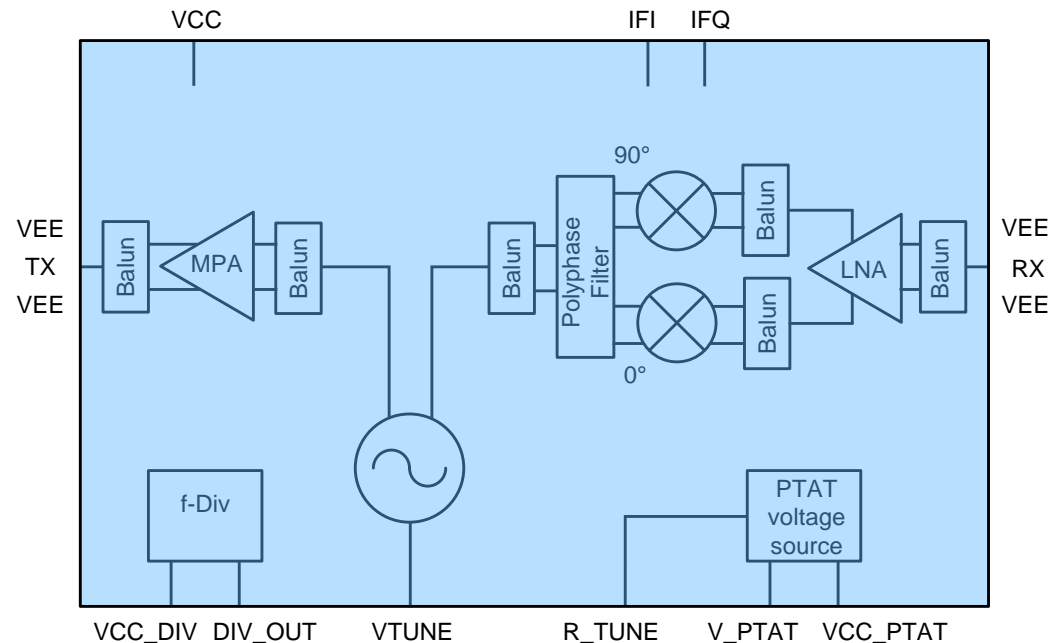 VCC
IFI
IFQ
90°
VEE
TX
VEE
Balun
MPA
Balun
Balun
Polyphase
Filter
Balun
Balun
LNA
Balun
VEE
RX
VEE
0°
f-Div
PTAT
voltage
source
VCC_DIV
DIV_OUT
VTUNE
R_TUNE
V_PTAT
VCC_PTAT